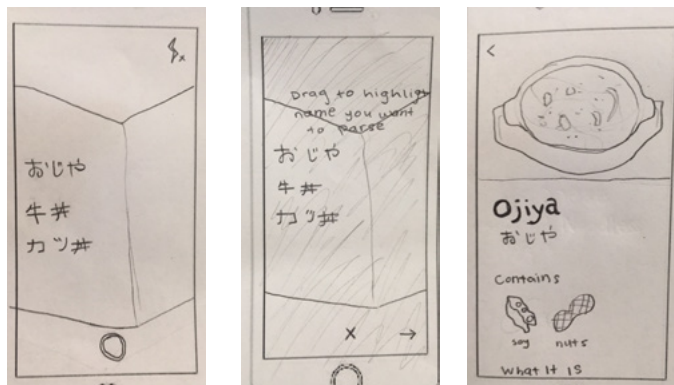 おじや
牛丼
カツ丼
Drag to highligh
name you want
to parse
おじや
牛丼
カツ丼
x
→
<
Ojiya
おじや
Contains
soy
nuts
What It Is